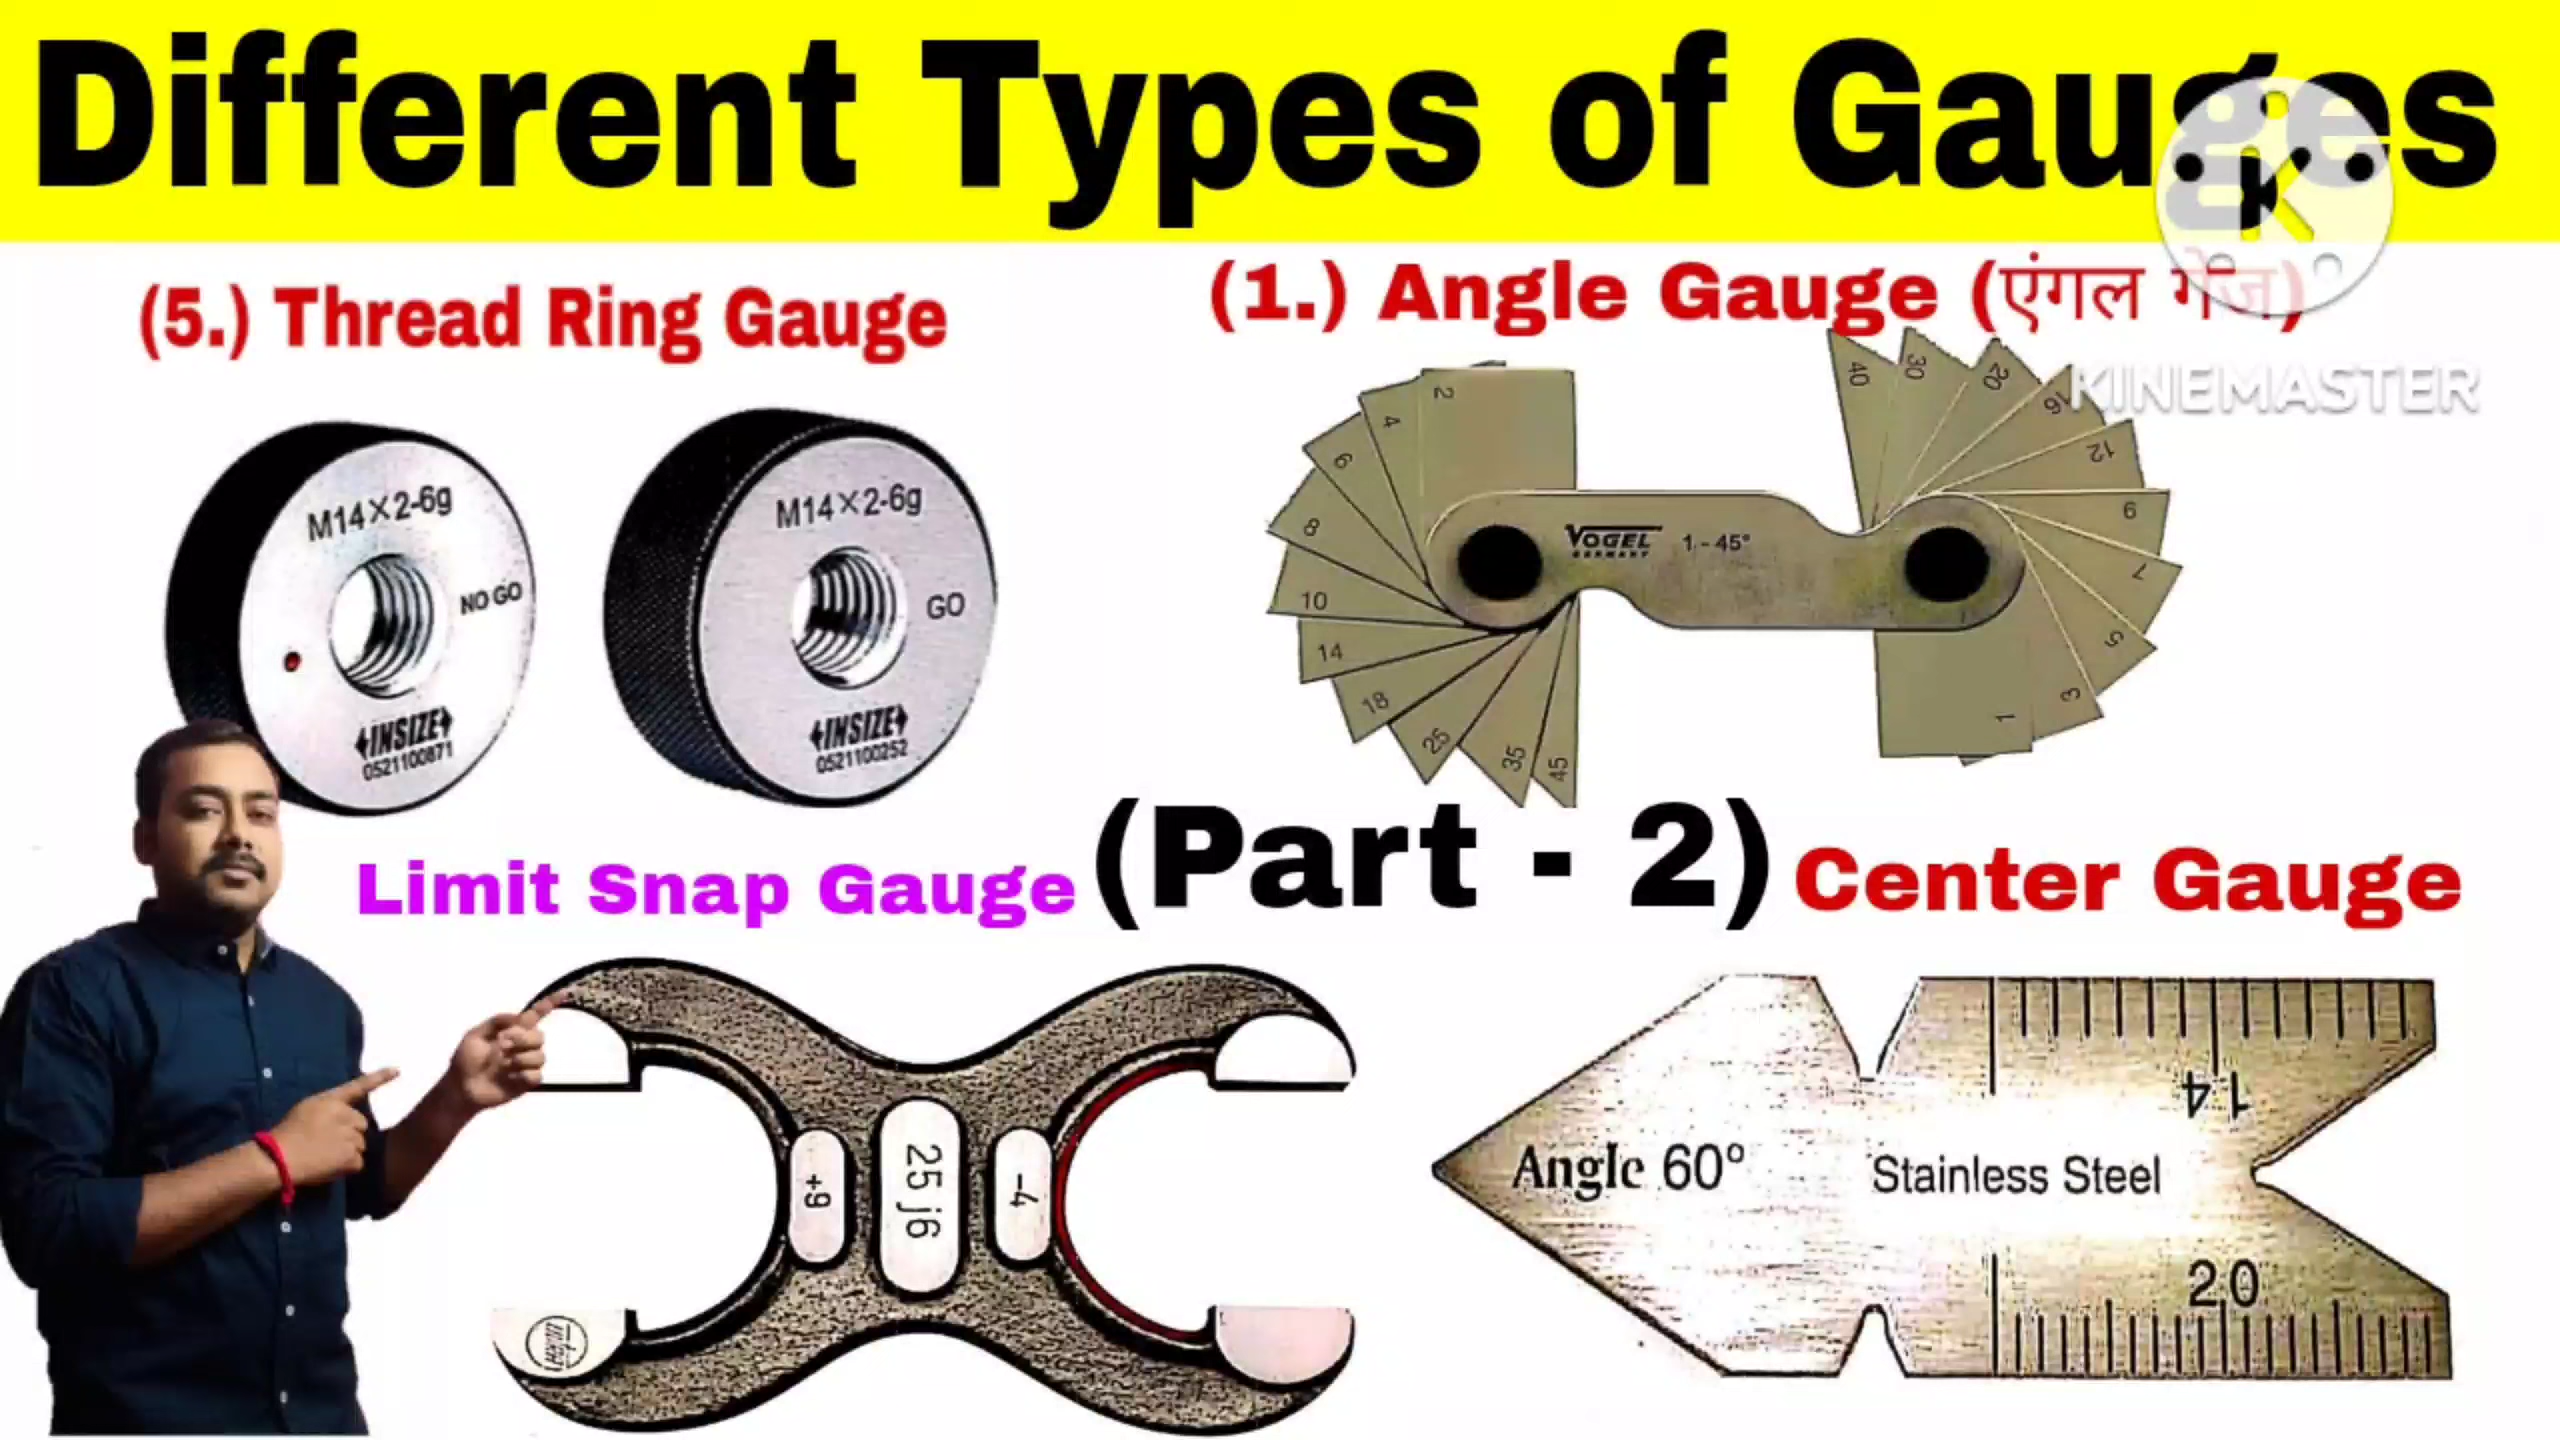 Different Types of Gauges
(5.) Thread Ring Gauge
(1.) Angle Gauge (एंगल गेज)
KINEMASTER
M14×2-6g
NO GO
INSIZE
0521100871
M14×2-6g
GO
INSIZE
0521100252
2
4
6
8
10
14
18
25
35
45
VOGEL
GERMANY
1 - 45°
40
30
20
16
12
9
7
5
3
1
Limit Snap Gauge
(Part - 2)
Center Gauge
+9
25 j6
-4
Angle 60°
Stainless Steel
14
20